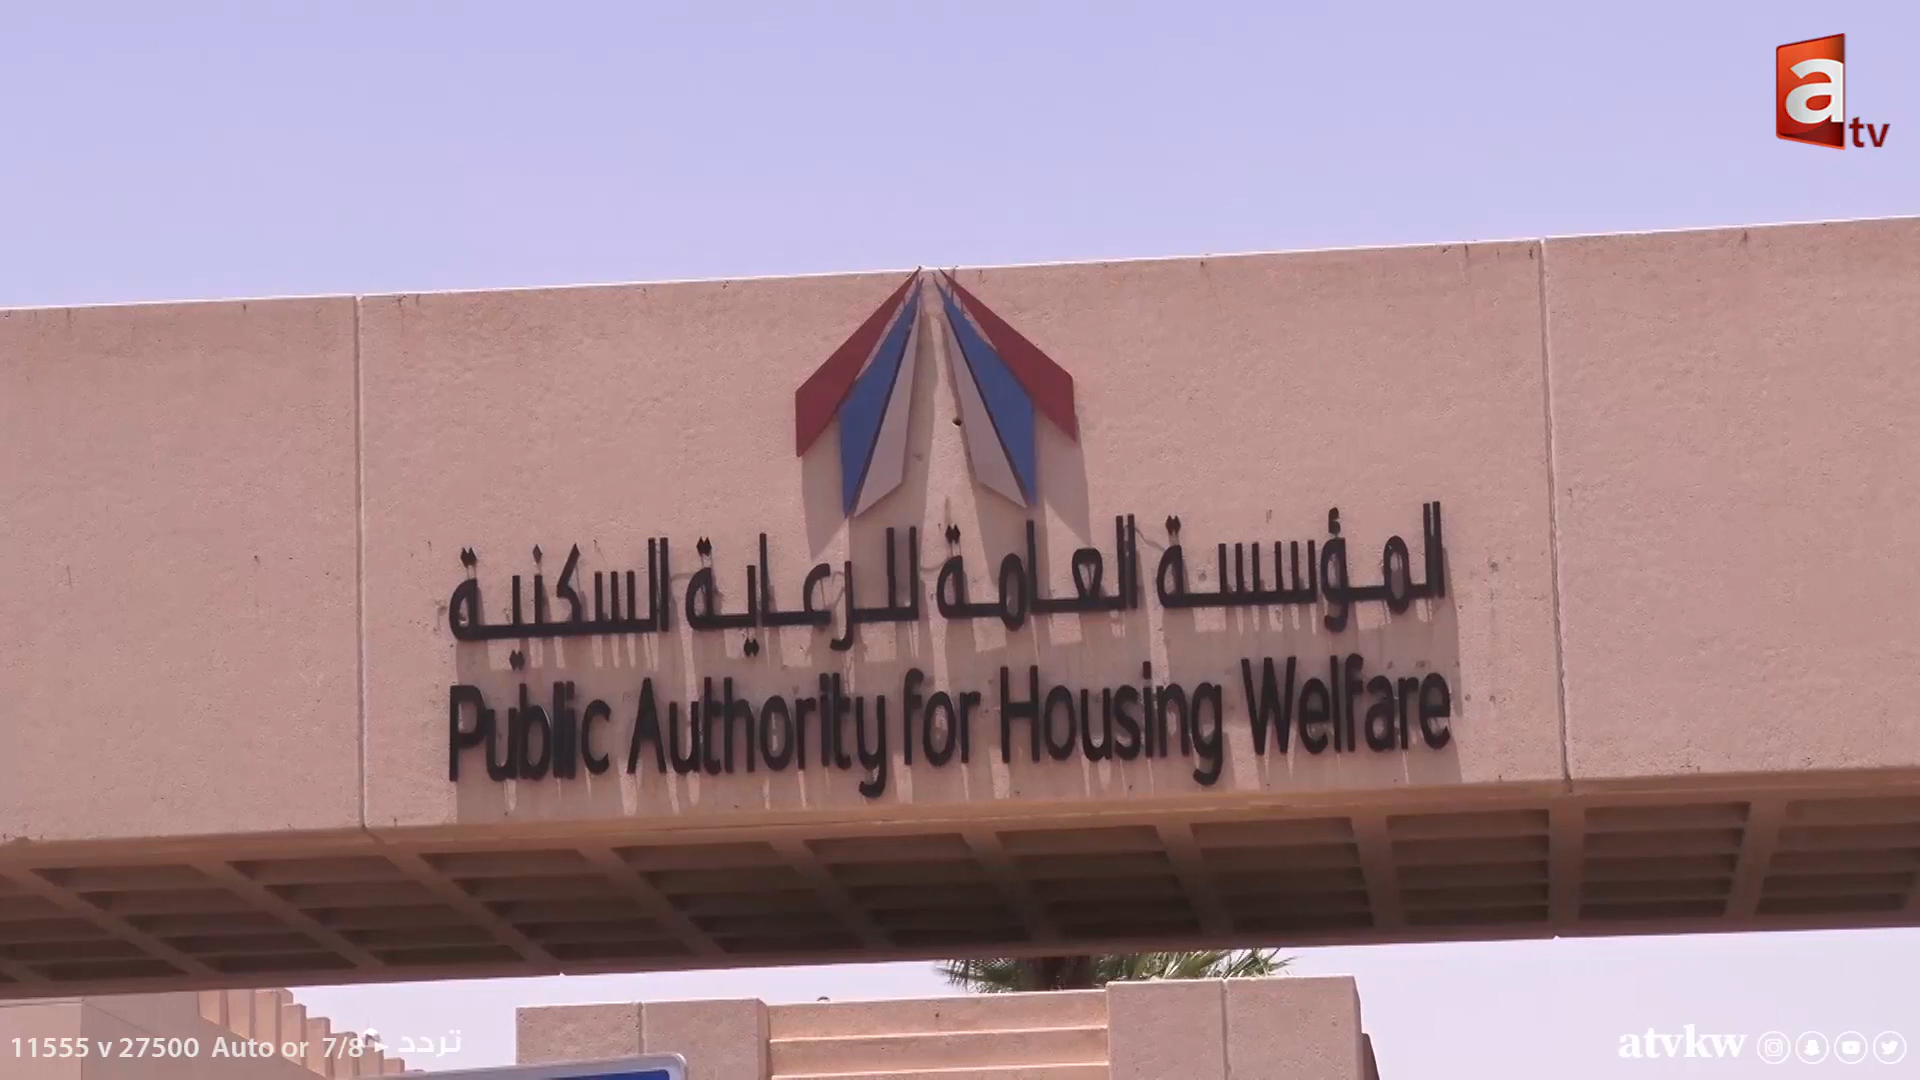 a tv
المؤسسة العامة للرعاية السكنية
Public Authority for Housing Welfare
11555 v 27500 Auto or 7/8 تردد
atvkw